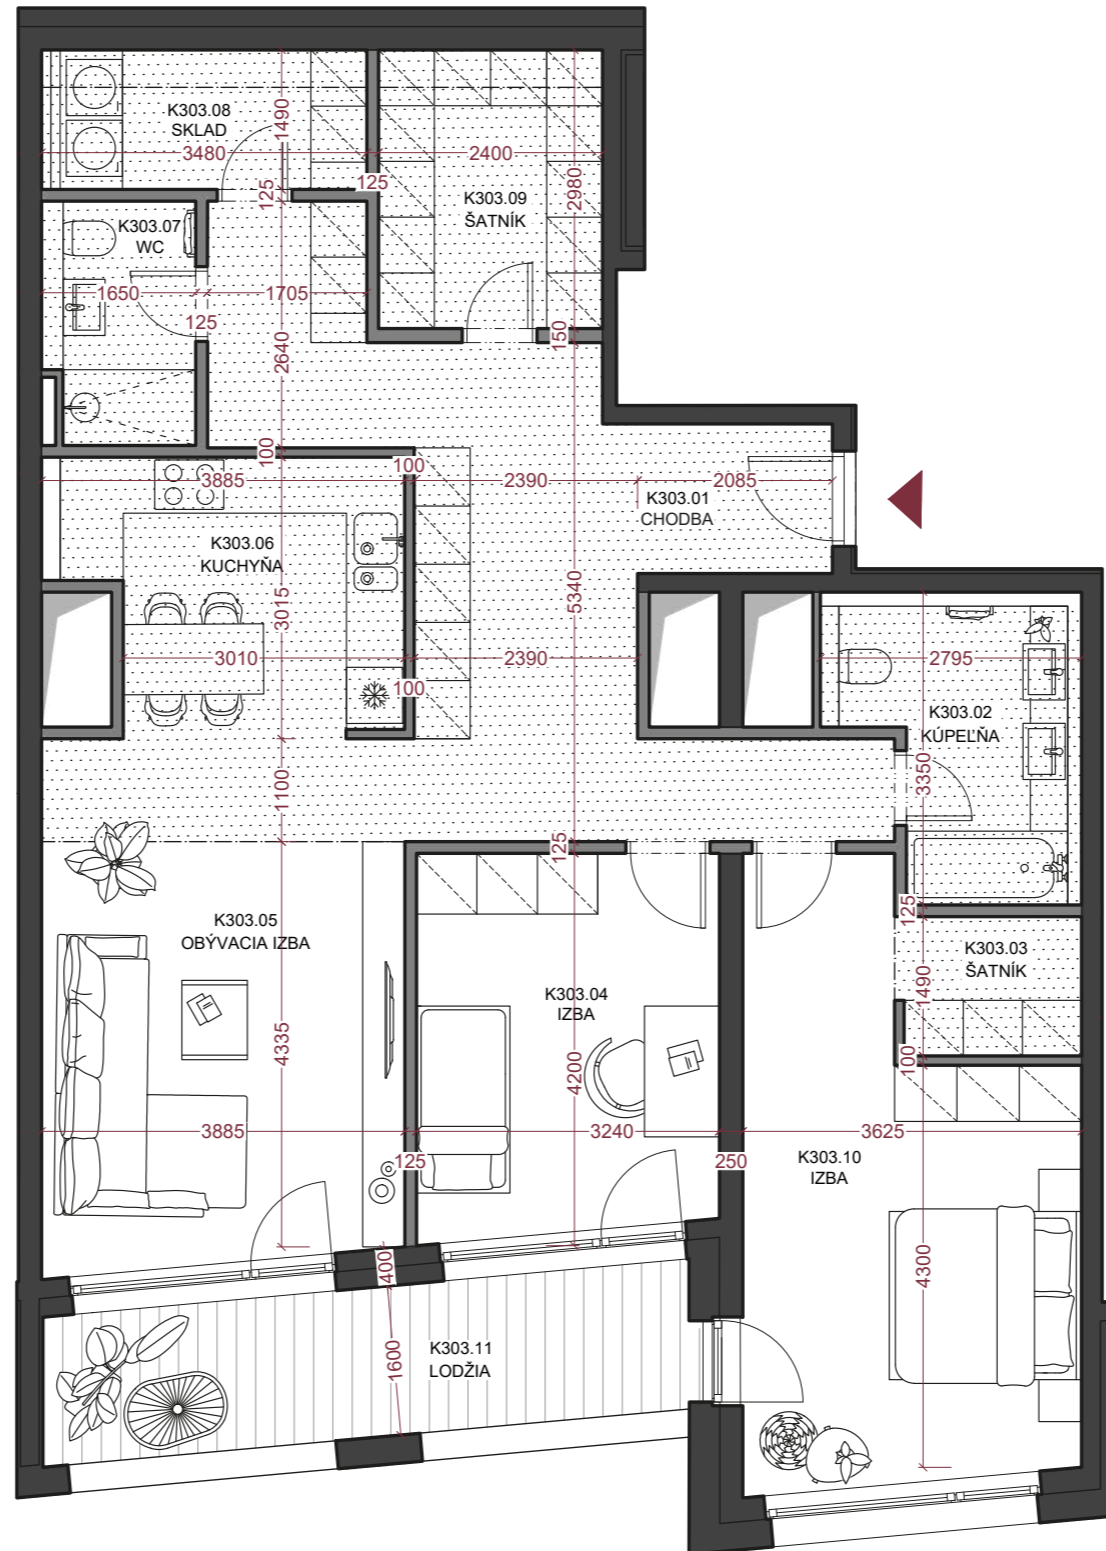 K303.08
SKLAD
1490
3480
125
125
2400
2980
K303.09
ŠATNÍK
K303.07
WC
1650
1705
125
2640
150
100
3885
100
2390
2085
K303.01
CHODBA
K303.06
KUCHYŇA
3015
5340
3010
2390
100
2795
K303.02
KÚPEĽŇA
3350
1100
125
K303.05
OBÝVACIA IZBA
125
K303.03
ŠATNÍK
1490
K303.04
IZBA
4335
4200
100
3885
3240
3625
125
250
K303.10
IZBA
400
4300
1600
K303.11
LODŽIA